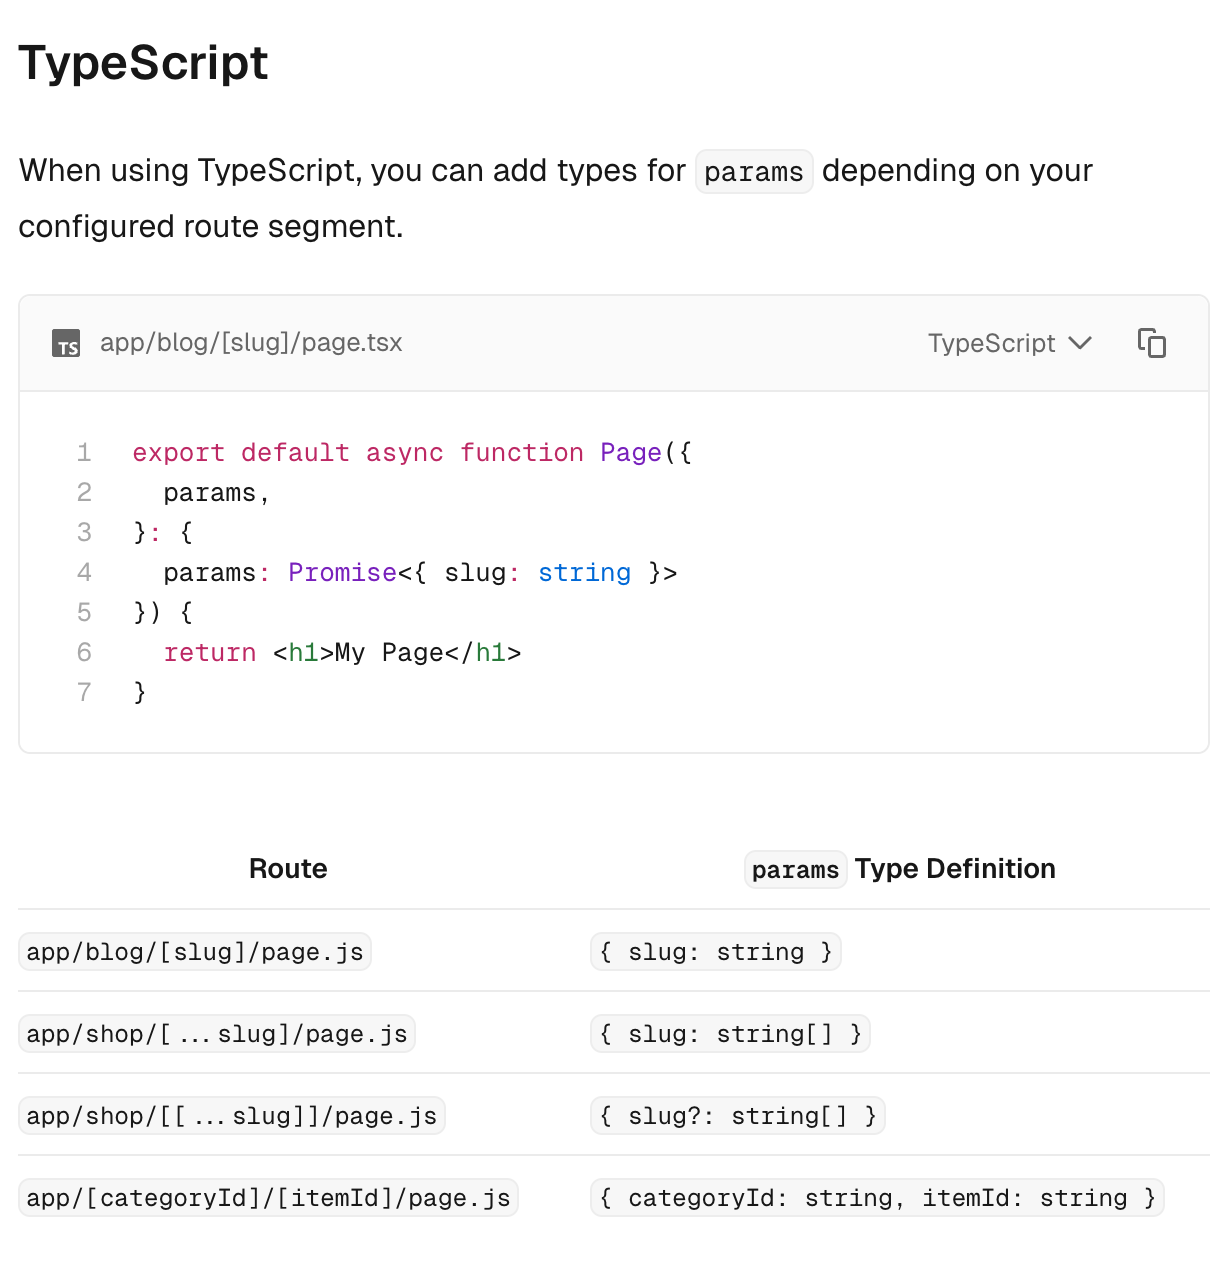 TypeScript
When using TypeScript, you can add types for params depending on your
configured route segment.
TS app/blog/[slug]/page.tsx TypeScript
1 export default async function Page({
2   params,
3 }: {
4   params: Promise<{ slug: string }>
5 }) {
6   return <h1>My Page</h1>
7 }
Route params Type Definition
app/blog/[slug]/page.js { slug: string }
app/shop/[...slug]/page.js { slug: string[] }
app/shop/[[...slug]]/page.js { slug?: string[] }
app/[categoryId]/[itemId]/page.js { categoryId: string, itemId: string }